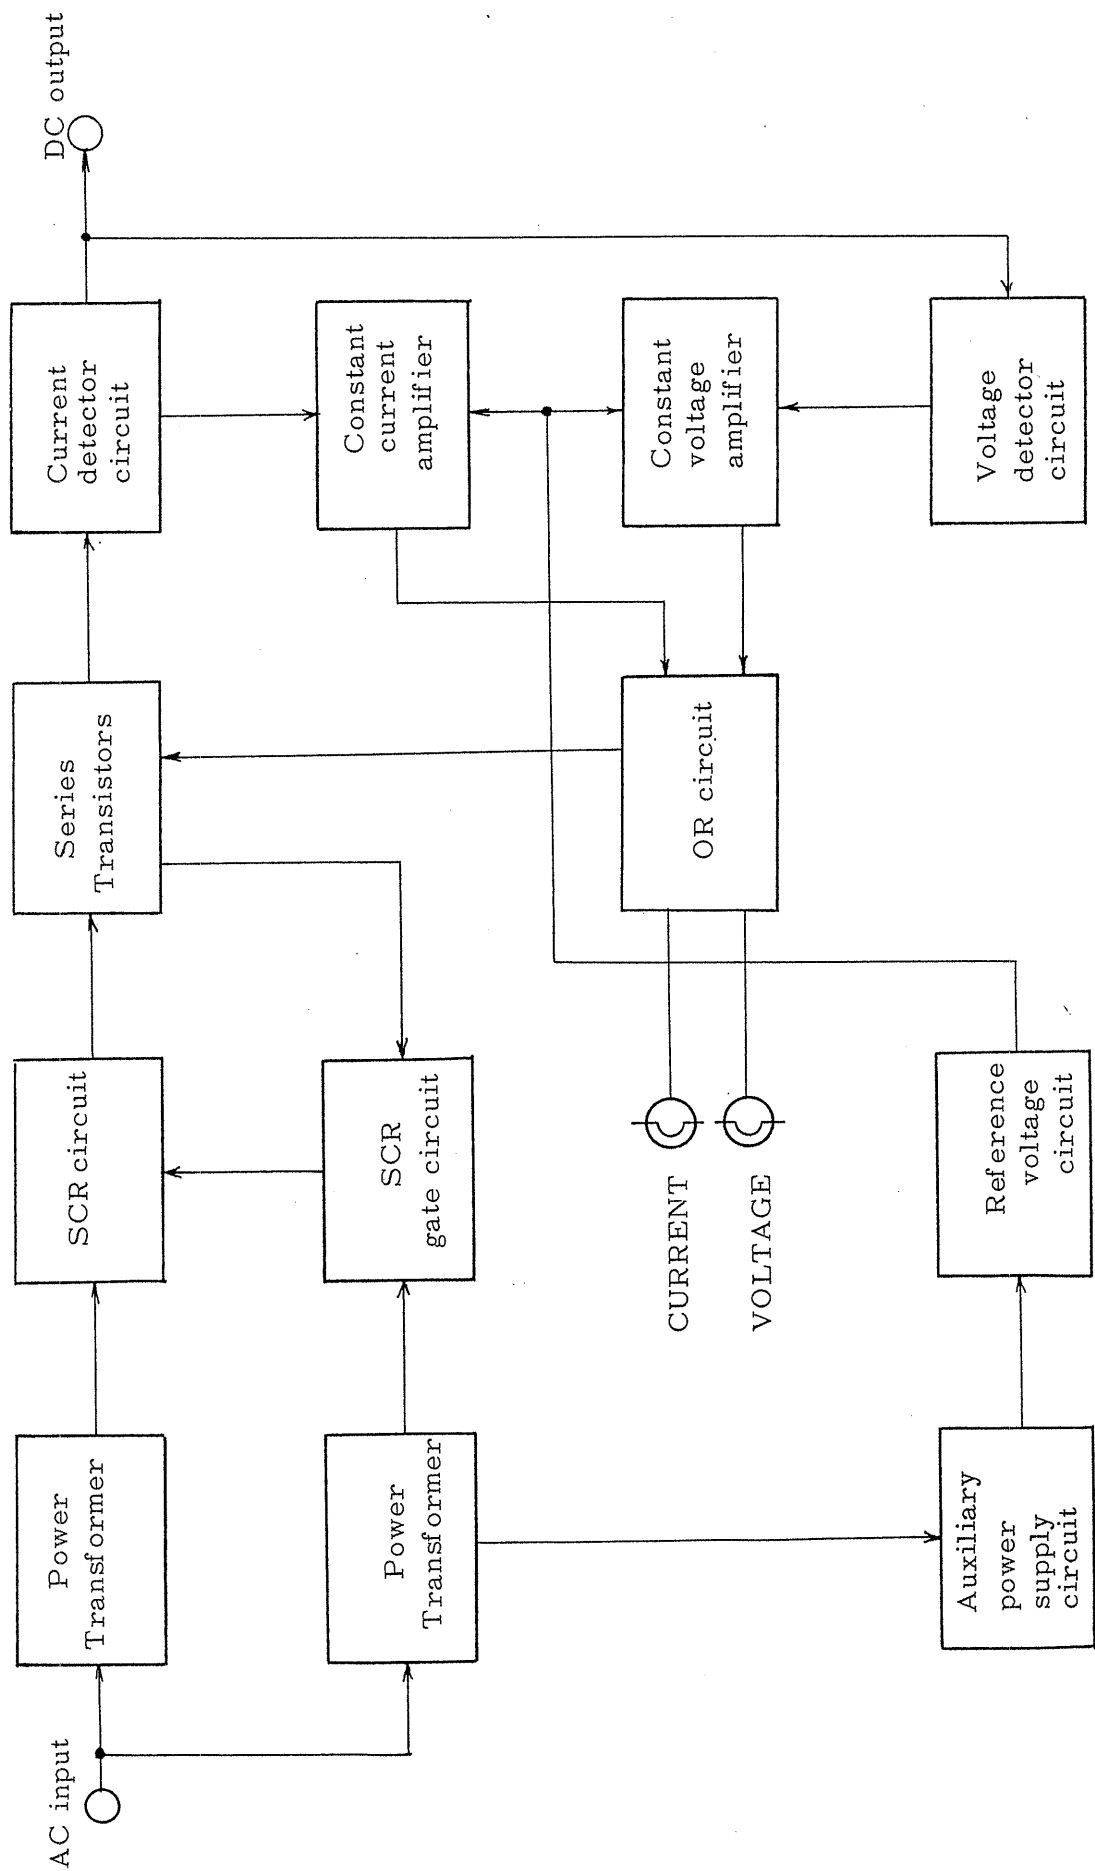 AC input
Power
Transformer
SCR circuit
Series
Transistors
Current
detector
circuit
DC output
Power
Transformer
SCR
gate circuit
Constant
current
amplifier
CURRENT
VOLTAGE
OR circuit
Constant
voltage
amplifier
Auxiliary
power
supply
circuit
Reference
voltage
circuit
Voltage
detector
circuit